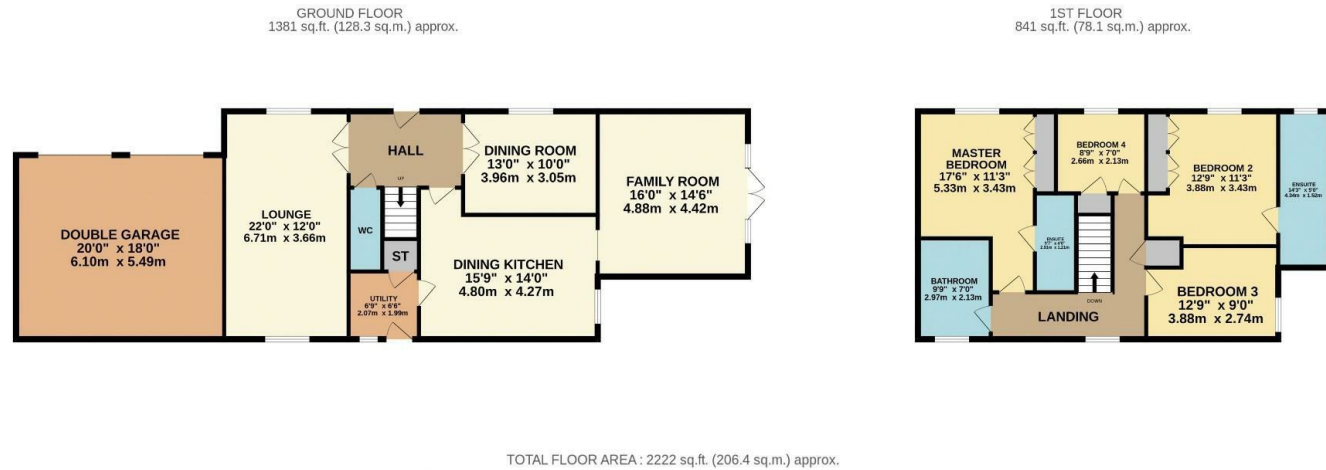 GROUND FLOOR
1381 sq.ft. (128.3 sq.m.) approx.
DOUBLE GARAGE
20'0" x 18'0"
6.10m x 5.49m
LOUNGE
22'0" x 12'0"
6.71m x 3.66m
HALL
UP
WC
ST
UTILITY
6'9" x 6'6"
2.07m x 1.99m
DINING ROOM
13'0" x 10'0"
3.96m x 3.05m
DINING KITCHEN
15'9" x 14'0"
4.80m x 4.27m
FAMILY ROOM
16'0" x 14'6"
4.88m x 4.42m
1ST FLOOR
841 sq.ft. (78.1 sq.m.) approx.
MASTER
BEDROOM
17'6" x 11'3"
5.33m x 3.43m
BEDROOM 4
8'9" x 7'0"
2.66m x 2.13m
BEDROOM 2
12'9" x 11'3"
3.88m x 3.43m
ENSUITE
ENSUITE
BATHROOM
9'9" x 7'0"
2.97m x 2.13m
DOWN
LANDING
BEDROOM 3
12'9" x 9'0"
3.88m x 2.74m
TOTAL FLOOR AREA : 2222 sq.ft. (206.4 sq.m.) approx.